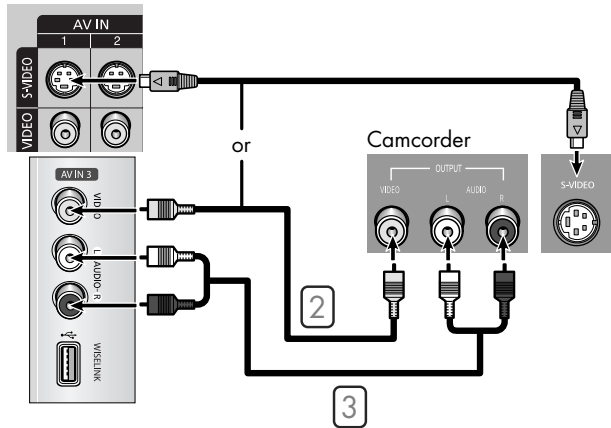 AV IN
1 2
S-VIDEO
VIDEO
or
Camcorder
OUTPUT
VIDEO
AUDIO
L R
S-VIDEO
AV IN 3
VIDEO
L - AUDIO - R
WISELINK
2
3